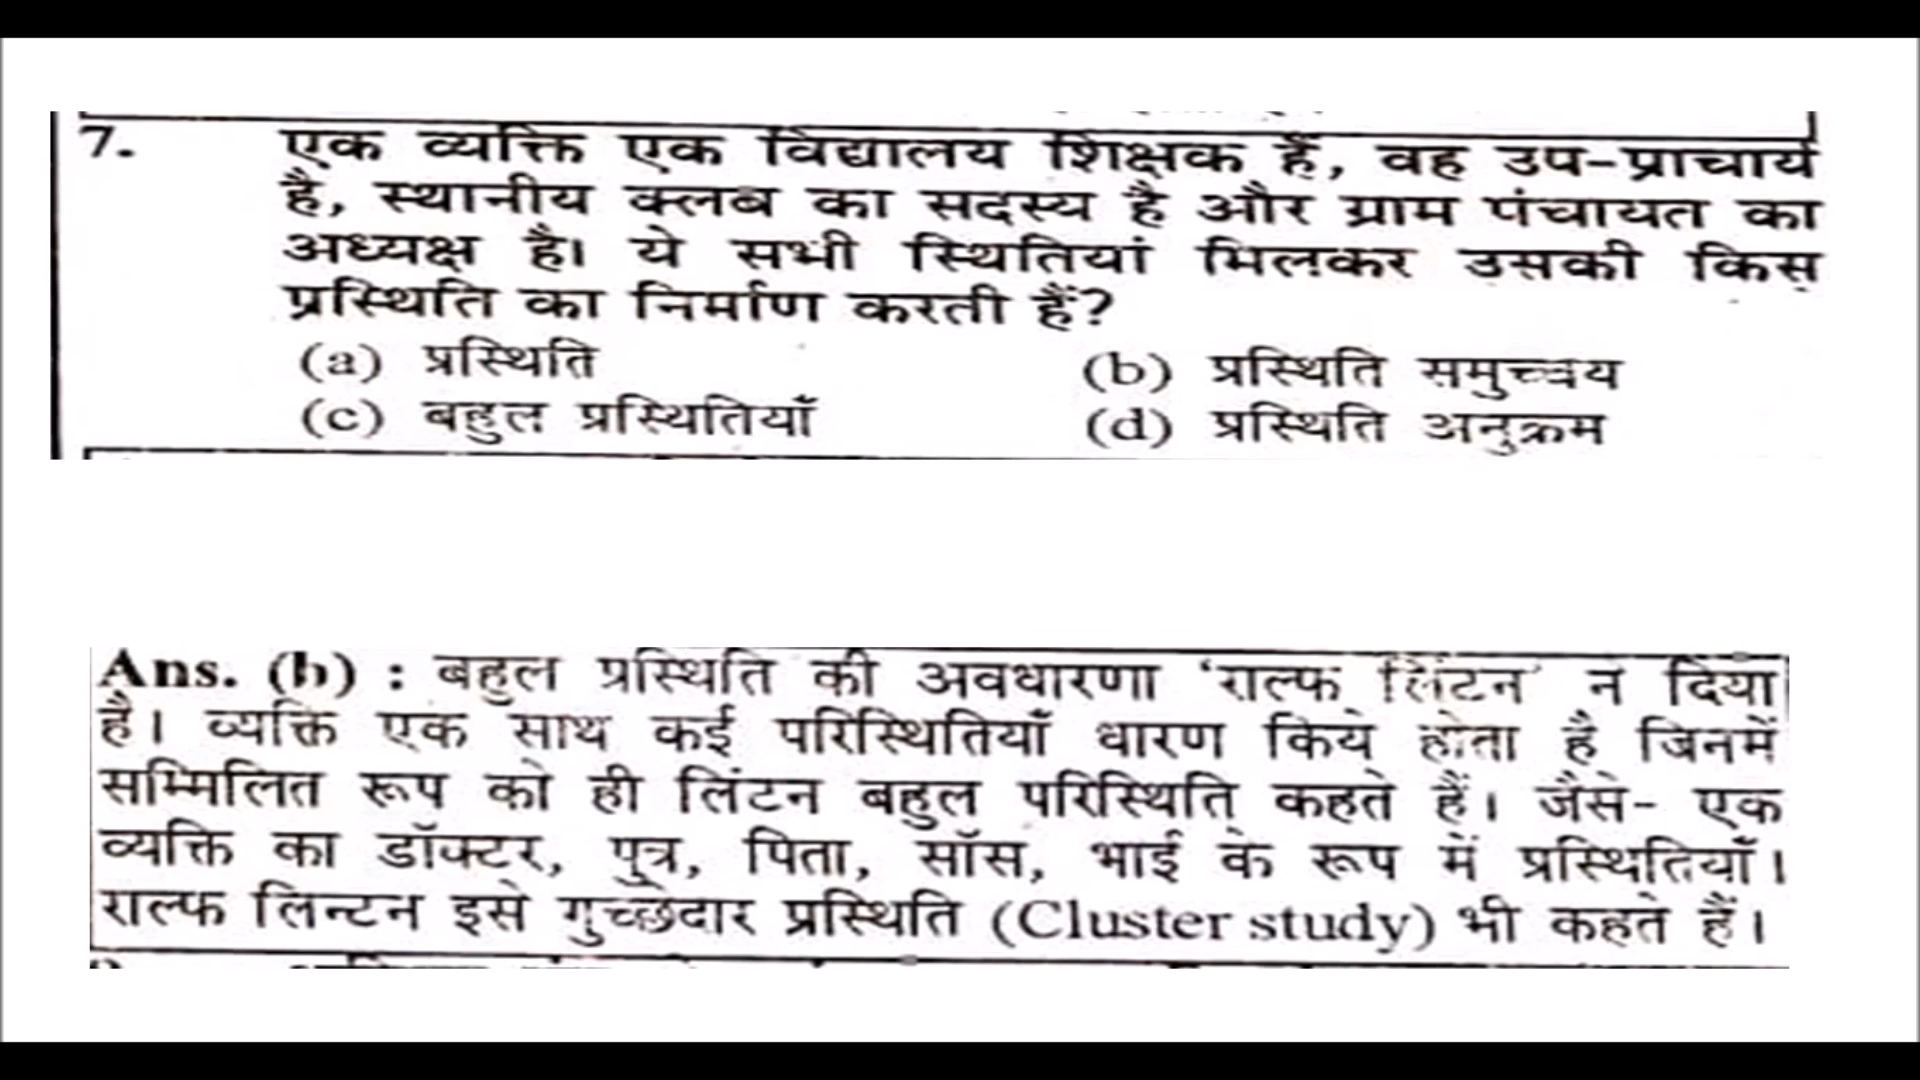 7. एक व्यक्ति एक विद्यालय शिक्षक हैं, वह उप-प्राचार्य
है, स्थानीय क्लब का सदस्य है और ग्राम पंचायत का
अध्यक्ष है। ये सभी स्थितियां मिलकर उसकी किस
प्रस्थिति का निर्माण करती हैं?
(a) प्रस्थिति (b) प्रस्थिति समुच्चय
(c) बहुल प्रस्थितियाँ (d) प्रस्थिति अनुक्रम
Ans. (b) : बहुल प्रस्थिति की अवधारणा ‘राल्फ लिंटन’ ने दिया
है। व्यक्ति एक साथ कई परिस्थितियाँ धारण किये होता है जिनमें
सम्मिलित रूप को ही लिंटन बहुल परिस्थिति कहते हैं। जैसे- एक
व्यक्ति का डॉक्टर, पुत्र, पिता, सॉस, भाई के रूप में प्रस्थितियाँ।
राल्फ लिन्टन इसे गुच्छेदार प्रस्थिति (Cluster study) भी कहते हैं।